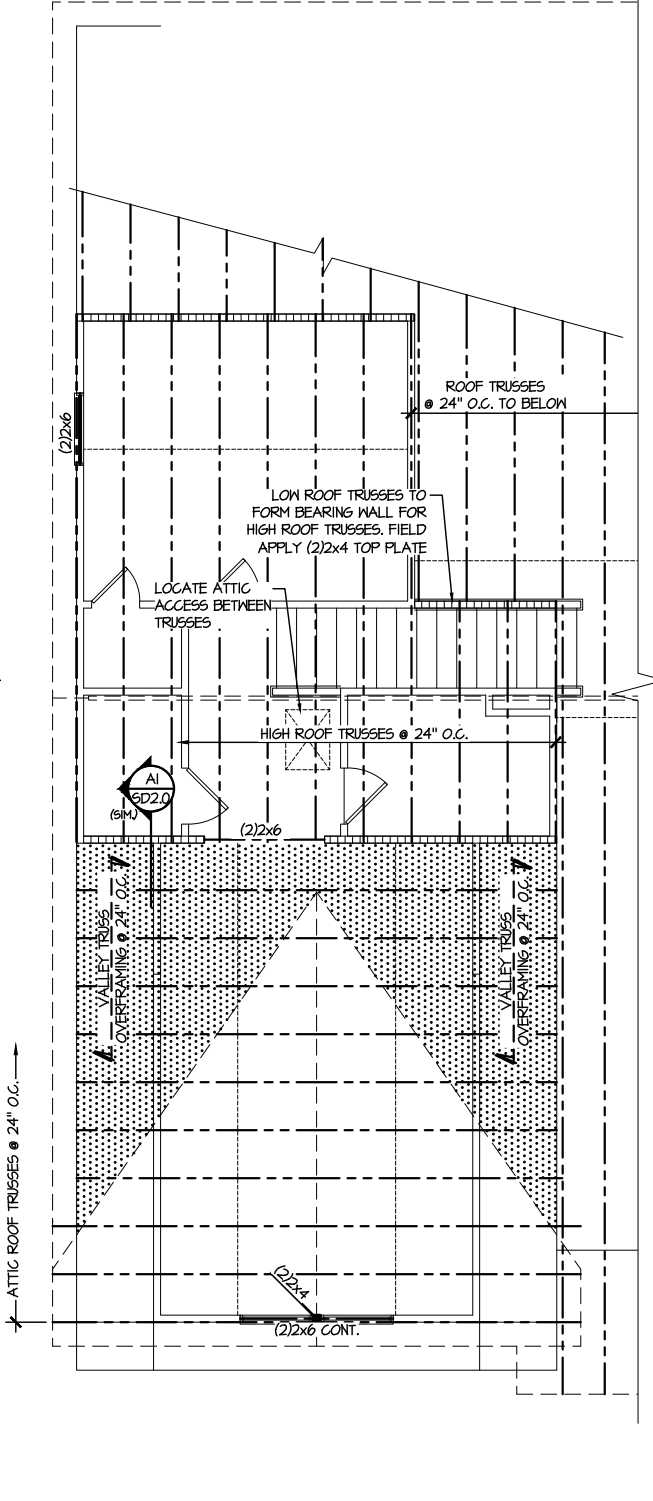 ROOF TRUSSES
@ 24" O.C. TO BELOW
(2)2x6
LOW ROOF TRUSSES TO
FORM BEARING WALL FOR
HIGH ROOF TRUSSES. FIELD
APPLY (2)2x4 TOP PLATE
LOCATE ATTIC
ACCESS BETWEEN
TRUSSES
HIGH ROOF TRUSSES @ 24" O.C.
A1
SD2.0
(SIM.)
(2)2x6
VALLEY TRUSS
OVERFRAMING @ 24" O.C.
VALLEY TRUSS
OVERFRAMING @ 24" O.C.
ATTIC ROOF TRUSSES @ 24" O.C.
(2)2x4
(2)2x6 CONT.